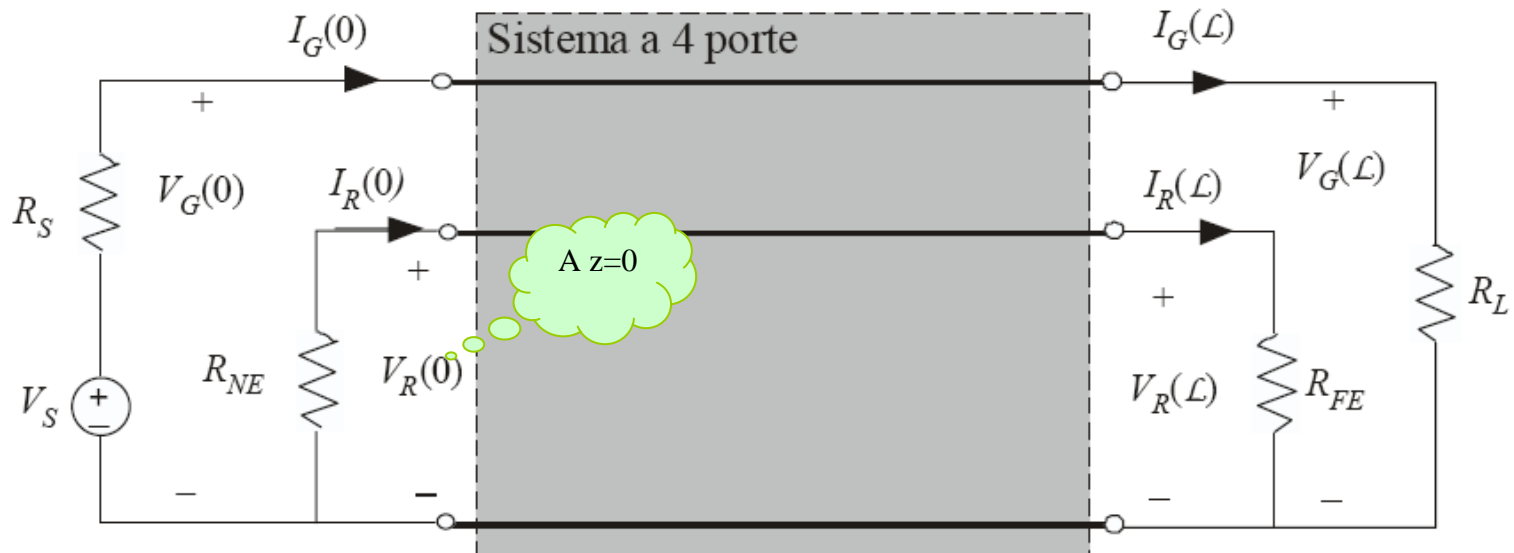 I_G(0)
Sistema a 4 porte
I_G(ℒ)
+
+
V_G(0)
I_R(0)
I_R(ℒ)
V_G(ℒ)
R_S
A z=0
+
+
R_L
R_NE
V_R(0)
V_R(ℒ)
R_FE
V_S
+
−
−
−
−
−